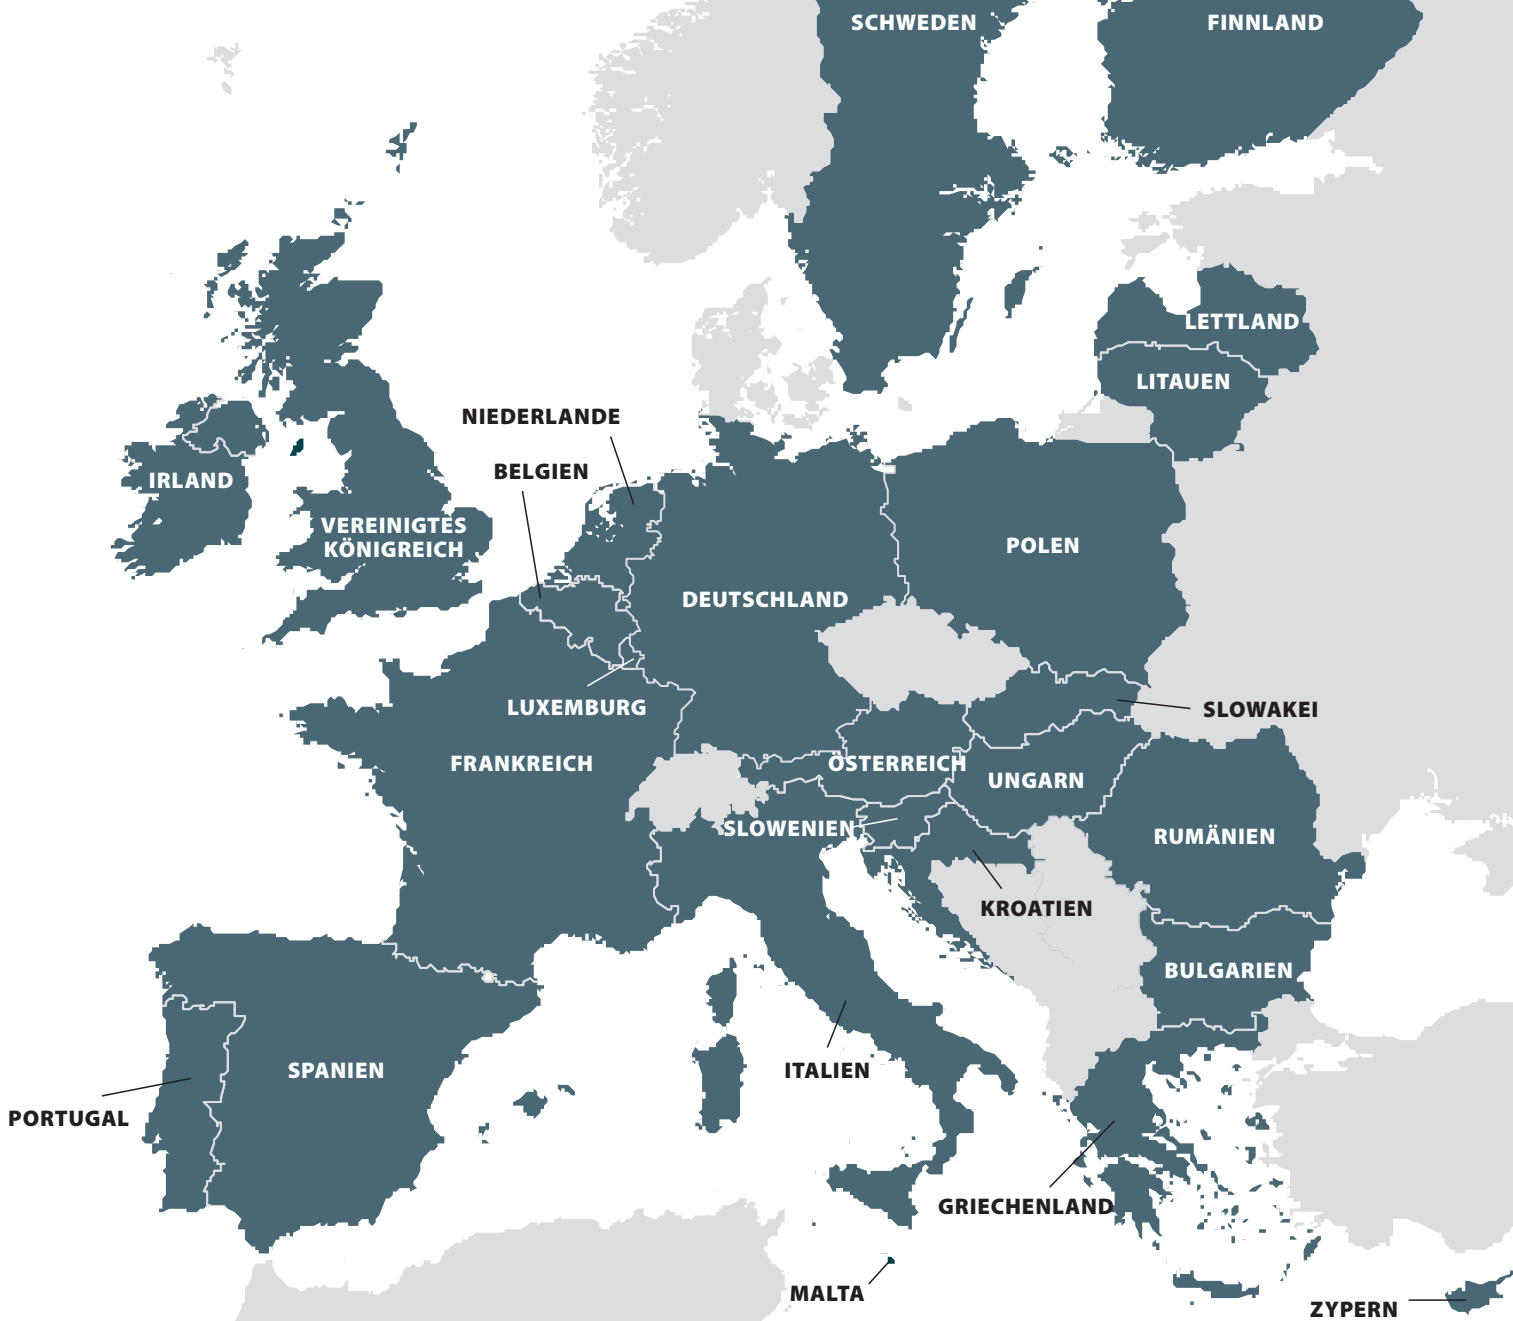 SCHWEDEN
FINNLAND
LETTLAND
LITAUEN
NIEDERLANDE
BELGIEN
IRLAND
VEREINIGTES
KÖNIGREICH
POLEN
DEUTSCHLAND
LUXEMBURG
SLOWAKEI
FRANKREICH
ÖSTERREICH
UNGARN
SLOWENIEN
RUMÄNIEN
KROATIEN
BULGARIEN
SPANIEN
ITALIEN
PORTUGAL
GRIECHENLAND
MALTA
ZYPERN